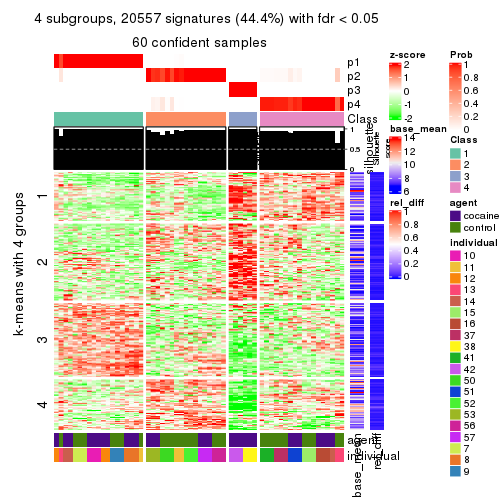 4 subgroups, 20557 signatures (44.4%) with fdr < 0.05
60 confident samples
p1
p2
p3
p4
Class
silhouette
score
1
0.5
0
k-means with 4 groups
1
2
3
4
agent
individual
base_mean
rel_diff
z-score
2
1
0
-1
-2
base_mean
14
12
10
8
6
rel_diff
1
0.8
0.6
0.4
0.2
0
Prob
1
0.8
0.6
0.4
0.2
0
Class
1
2
3
4
agent
cocaine
control
individual
10
11
12
13
14
15
16
37
38
41
42
50
51
52
53
56
57
7
8
9